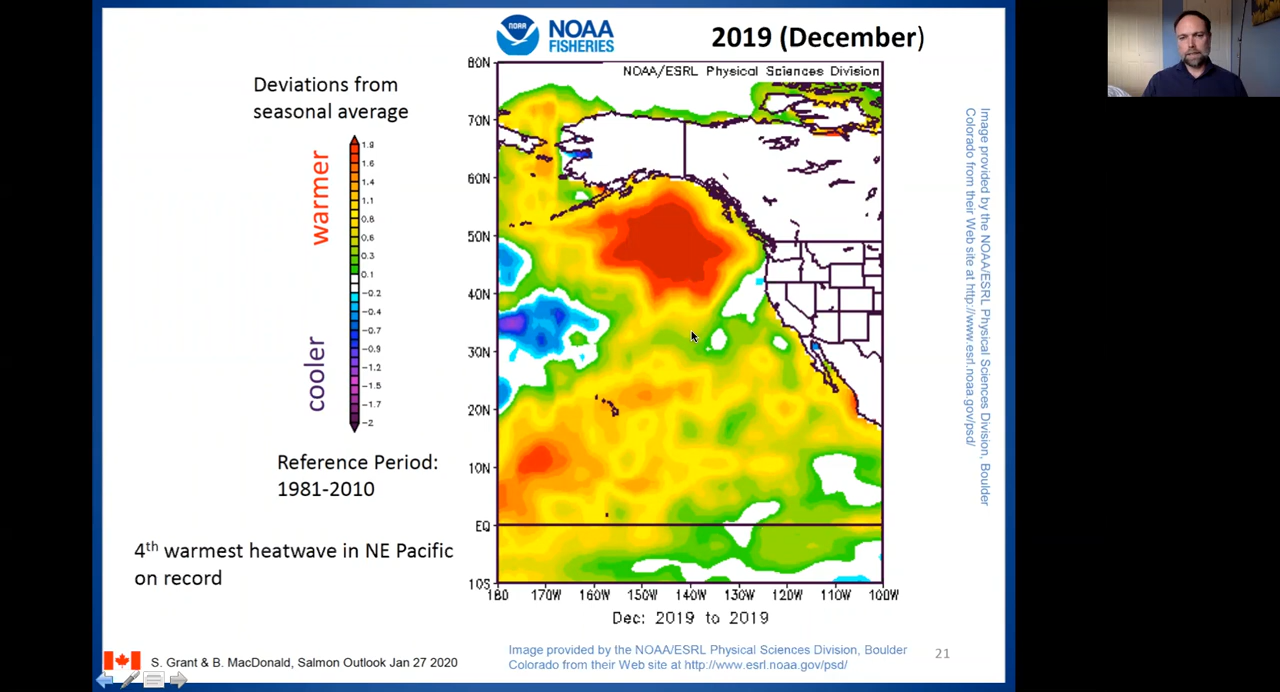 NOAA
NOAA
FISHERIES
2019 (December)
Deviations from
seasonal average
warmer
cooler
1.9
1.6
1.4
1.1
0.8
0.6
0.3
0.1
-0.2
-0.4
-0.7
-0.9
-1.2
-1.5
-1.7
-2
Reference Period:
1981-2010
4th warmest heatwave in NE Pacific
on record
NOAA/ESRL Physical Sciences Division
80N
70N
60N
50N
40N
30N
20N
10N
EQ
10S
180 170W 160W 150W 140W 130W 120W 110W 100W
Dec: 2019 to 2019
Image provided by the NOAA/ESRL Physical Sciences Division, Boulder
Colorado from their Web site at http://www.esrl.noaa.gov/psd/
S. Grant & B. MacDonald, Salmon Outlook Jan 27 2020
Image provided by the NOAA/ESRL Physical Sciences Division, Boulder
Colorado from their Web site at http://www.esrl.noaa.gov/psd/
21